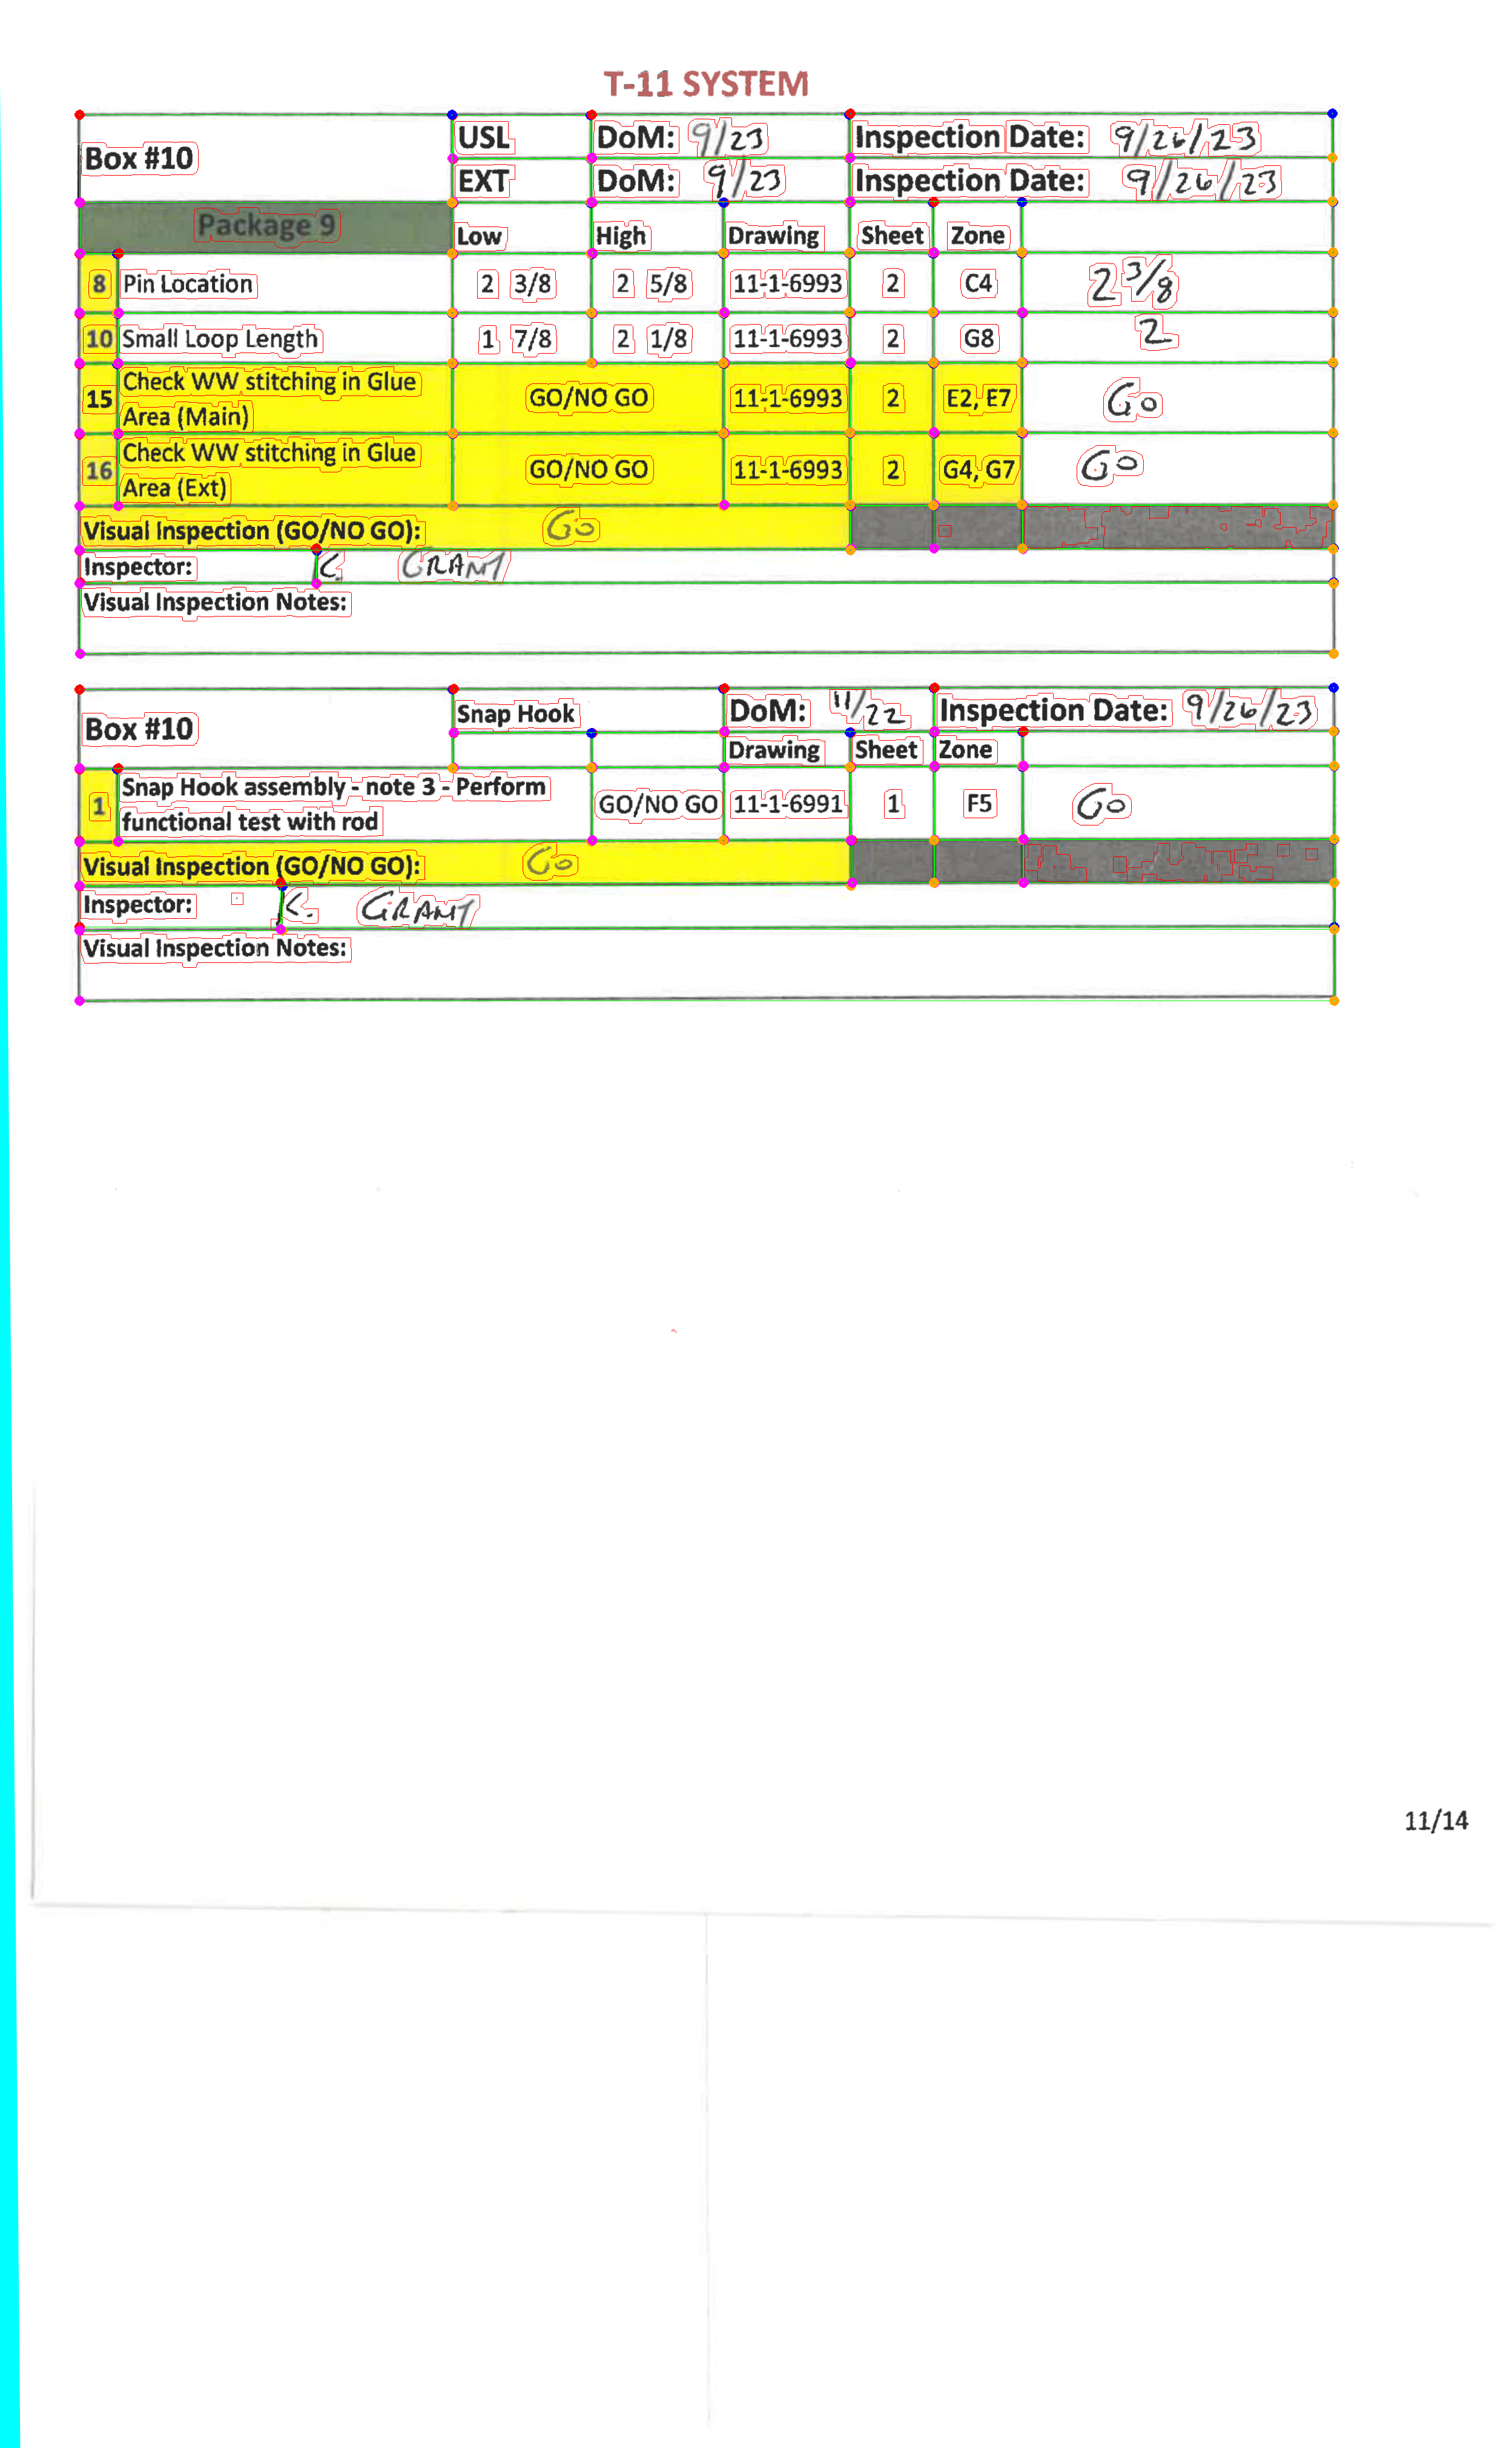 T-11 SYSTEM
Box #10 USL DoM: 9/23 Inspection Date: 9/26/23
EXT DoM: 9/23 Inspection Date: 9/26/23
Package 9 Low High Drawing Sheet Zone
8 Pin Location 2 3/8 2 5/8 11-1-6993 2 C4 2 3/8
10 Small Loop Length 1 7/8 2 1/8 11-1-6993 2 G8 2
15 Check WW stitching in Glue Area (Main) GO/NO GO 11-1-6993 2 E2, E7 Go
16 Check WW stitching in Glue Area (Ext) GO/NO GO 11-1-6993 2 G4, G7 Go
Visual Inspection (GO/NO GO): Go
Inspector: K. GRANT
Visual Inspection Notes:
Box #10 Snap Hook DoM: 11/22 Inspection Date: 9/26/23
Drawing Sheet Zone
1 Snap Hook assembly - note 3 - Perform functional test with rod GO/NO GO 11-1-6991 1 F5 Go
Visual Inspection (GO/NO GO): Go
Inspector: K. GRANT
Visual Inspection Notes:
11/14